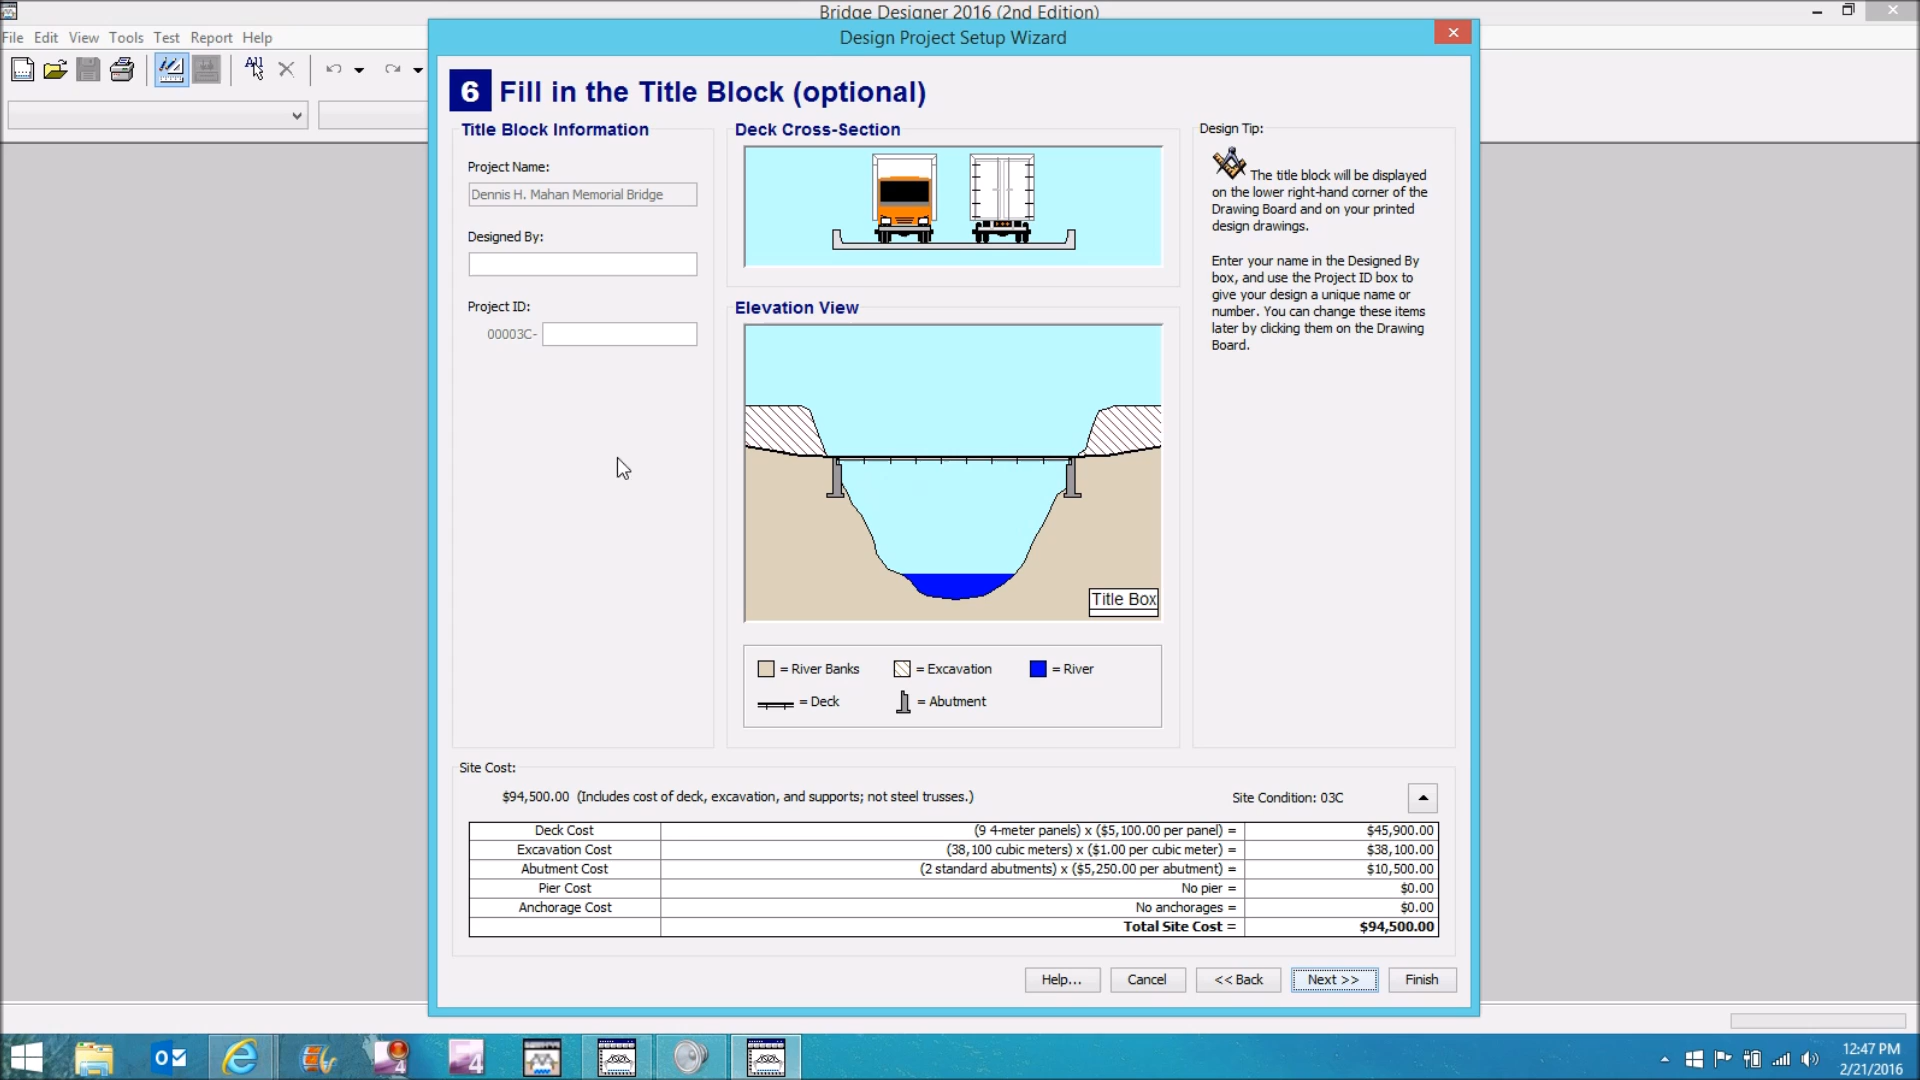 Bridge Designer 2016 (2nd Edition)
File Edit View Tools Test Report Help
All
Design Project Setup Wizard
6 Fill in the Title Block (optional)
Title Block Information
Project Name:
Dennis H. Mahan Memorial Bridge
Designed By:
Project ID:
00003C-
Deck Cross-Section
Elevation View
Title Box
= River Banks = Excavation = River
= Deck = Abutment
Design Tip:
The title block will be displayed
on the lower right-hand corner of the
Drawing Board and on your printed
design drawings.
Enter your name in the Designed By
box, and use the Project ID box to
give your design a unique name or
number. You can change these items
later by clicking them on the Drawing
Board.
Site Cost:
$94,500.00 (Includes cost of deck, excavation, and supports; not steel trusses.) Site Condition: 03C
Deck Cost (9 4-meter panels) x ($5,100.00 per panel) = $45,900.00
Excavation Cost (38,100 cubic meters) x ($1.00 per cubic meter) = $38,100.00
Abutment Cost (2 standard abutments) x ($5,250.00 per abutment) = $10,500.00
Pier Cost No pier = $0.00
Anchorage Cost No anchorages = $0.00
Total Site Cost = $94,500.00
Help... Cancel << Back Next >> Finish
12:47 PM
2/21/2016